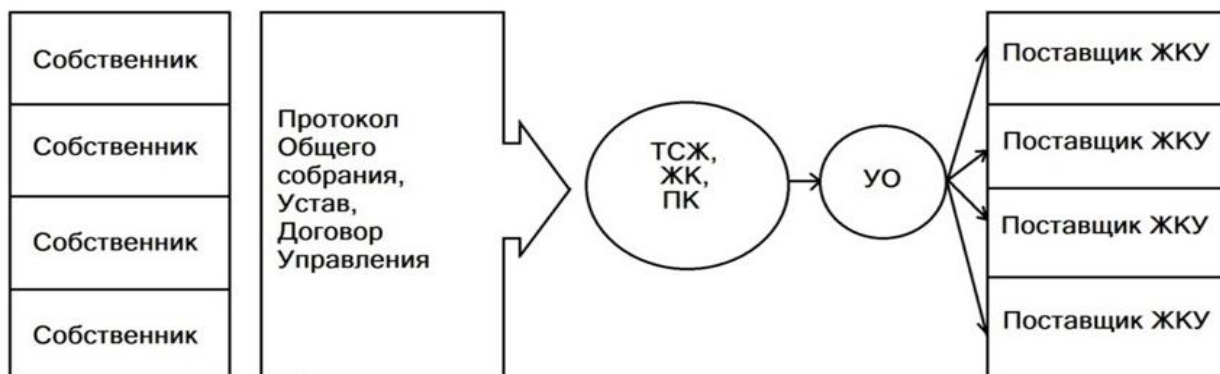 Собственник
Собственник
Собственник
Собственник
Протокол
Общего
собрания,
Устав,
Договор
Управления
ТСЖ,
ЖК,
ПК
УО
Поставщик ЖКУ
Поставщик ЖКУ
Поставщик ЖКУ
Поставщик ЖКУ